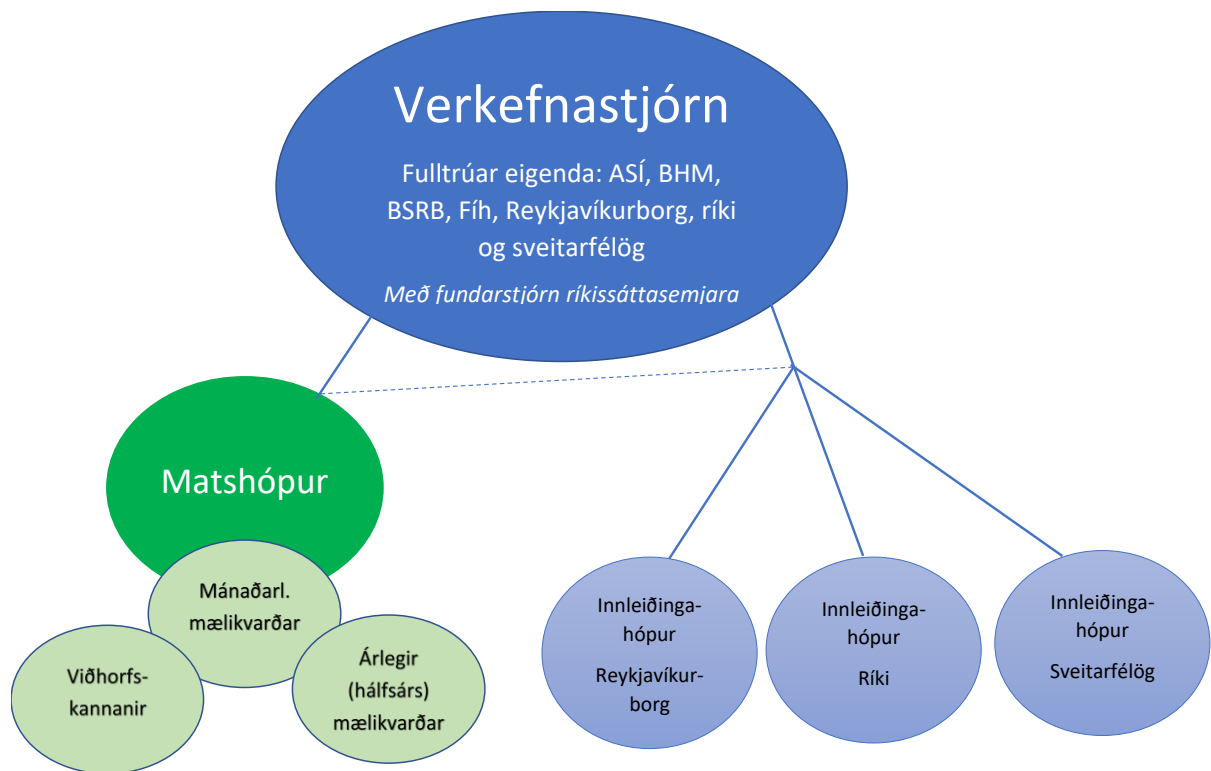 Verkefnastjórn
Fulltrúar eigenda: ASÍ, BHM,
BSRB, Fíh, Reykjavíkurborg, ríki
og sveitarfélög
Með fundarstjórn ríkissáttasemjara
Matshópur
Mánaðarl.
mælikvarðar
Viðhorfs-
kannanir
Árlegir
(hálfsárs)
mælikvarðar
Innleiðinga-
hópur
Reykjavíkur-
borg
Innleiðinga-
hópur
Ríki
Innleiðinga-
hópur
Sveitarfélög